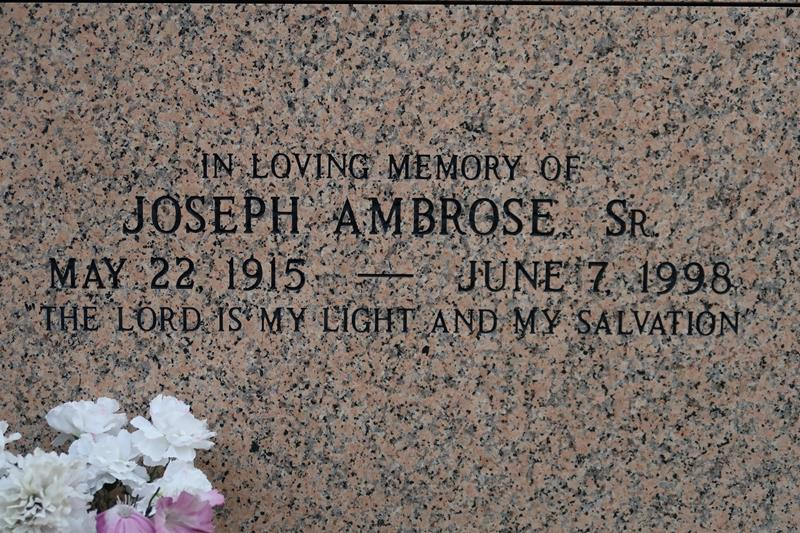 IN LOVING MEMORY OF
JOSEPH AMBROSE, SR.
MAY 22, 1915 — JUNE 7, 1998
"THE LORD IS MY LIGHT AND MY SALVATION"